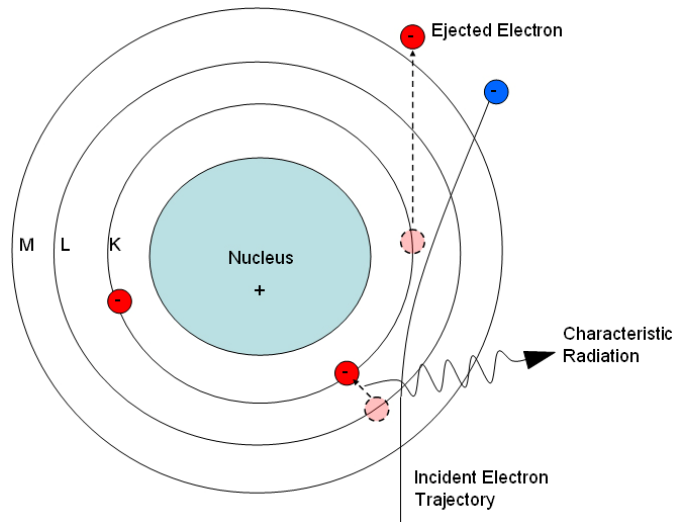 Ejected Electron
-
-
M L K
Nucleus
+
-
-
Characteristic
Radiation
Incident Electron
Trajectory